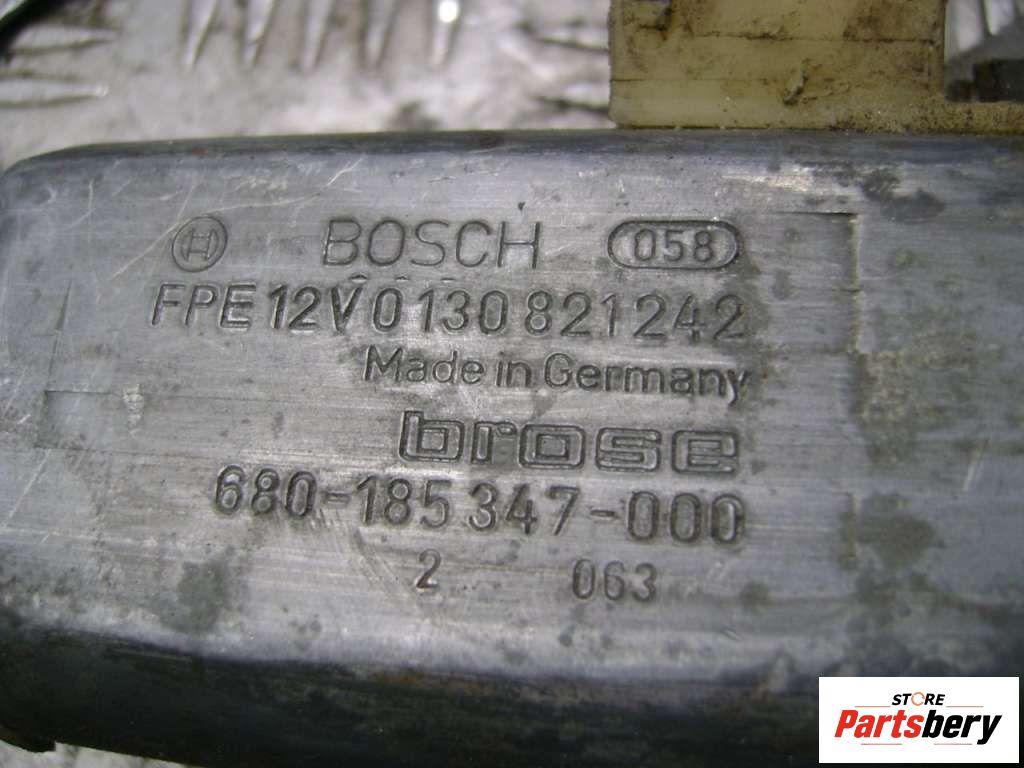 BOSCH 058
FPE 12V 0 130 821 242
Made in Germany
brose
680-185 347-000
2 063
STORE
Partsbery